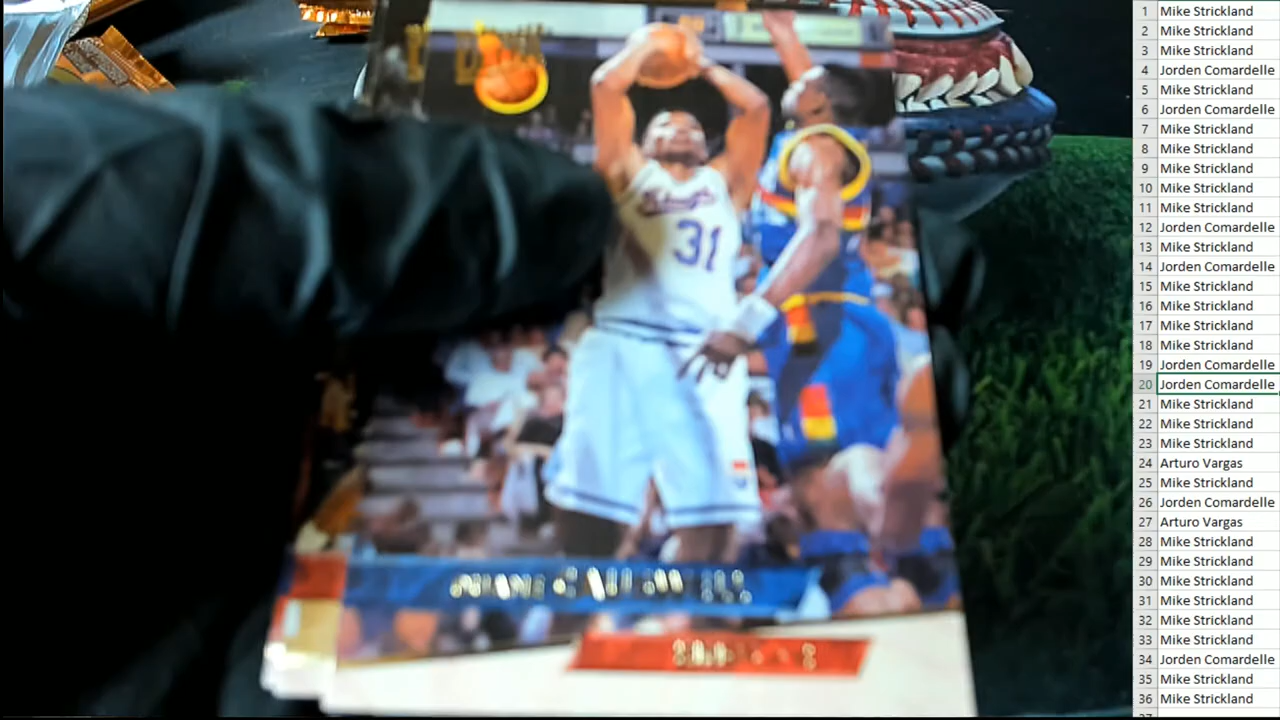 Kings
31
1 Mike Strickland
2 Mike Strickland
3 Mike Strickland
4 Jorden Comardelle
5 Mike Strickland
6 Jorden Comardelle
7 Mike Strickland
8 Mike Strickland
9 Mike Strickland
10 Mike Strickland
11 Mike Strickland
12 Jorden Comardelle
13 Mike Strickland
14 Jorden Comardelle
15 Mike Strickland
16 Mike Strickland
17 Mike Strickland
18 Mike Strickland
19 Jorden Comardelle
20 Jorden Comardelle
21 Mike Strickland
22 Mike Strickland
23 Mike Strickland
24 Arturo Vargas
25 Mike Strickland
26 Jorden Comardelle
27 Arturo Vargas
28 Mike Strickland
29 Mike Strickland
30 Mike Strickland
31 Mike Strickland
32 Mike Strickland
33 Mike Strickland
34 Jorden Comardelle
35 Mike Strickland
36 Mike Strickland